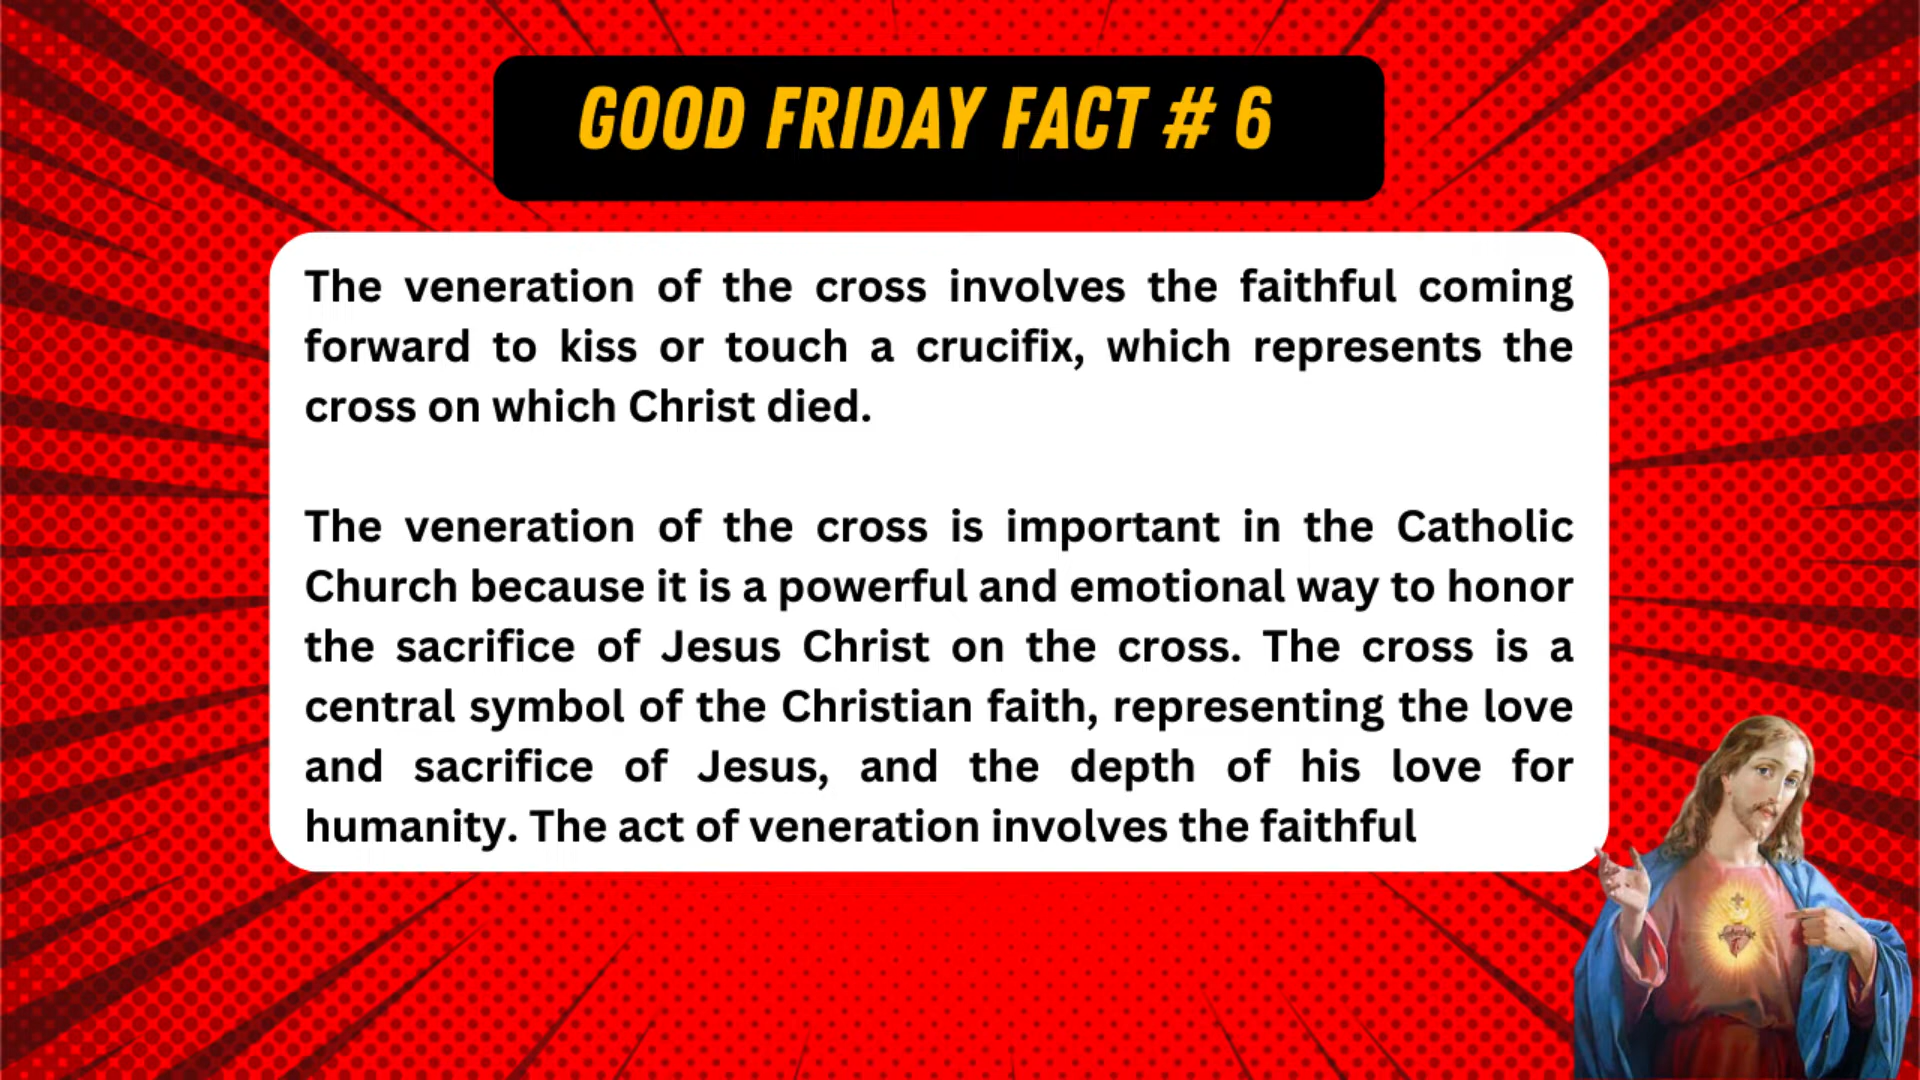 GOOD FRIDAY FACT # 6
The veneration of the cross involves the faithful coming
forward to kiss or touch a crucifix, which represents the
cross on which Christ died.
The veneration of the cross is important in the Catholic
Church because it is a powerful and emotional way to honor
the sacrifice of Jesus Christ on the cross. The cross is a
central symbol of the Christian faith, representing the love
and sacrifice of Jesus, and the depth of his love for
humanity. The act of veneration involves the faithful